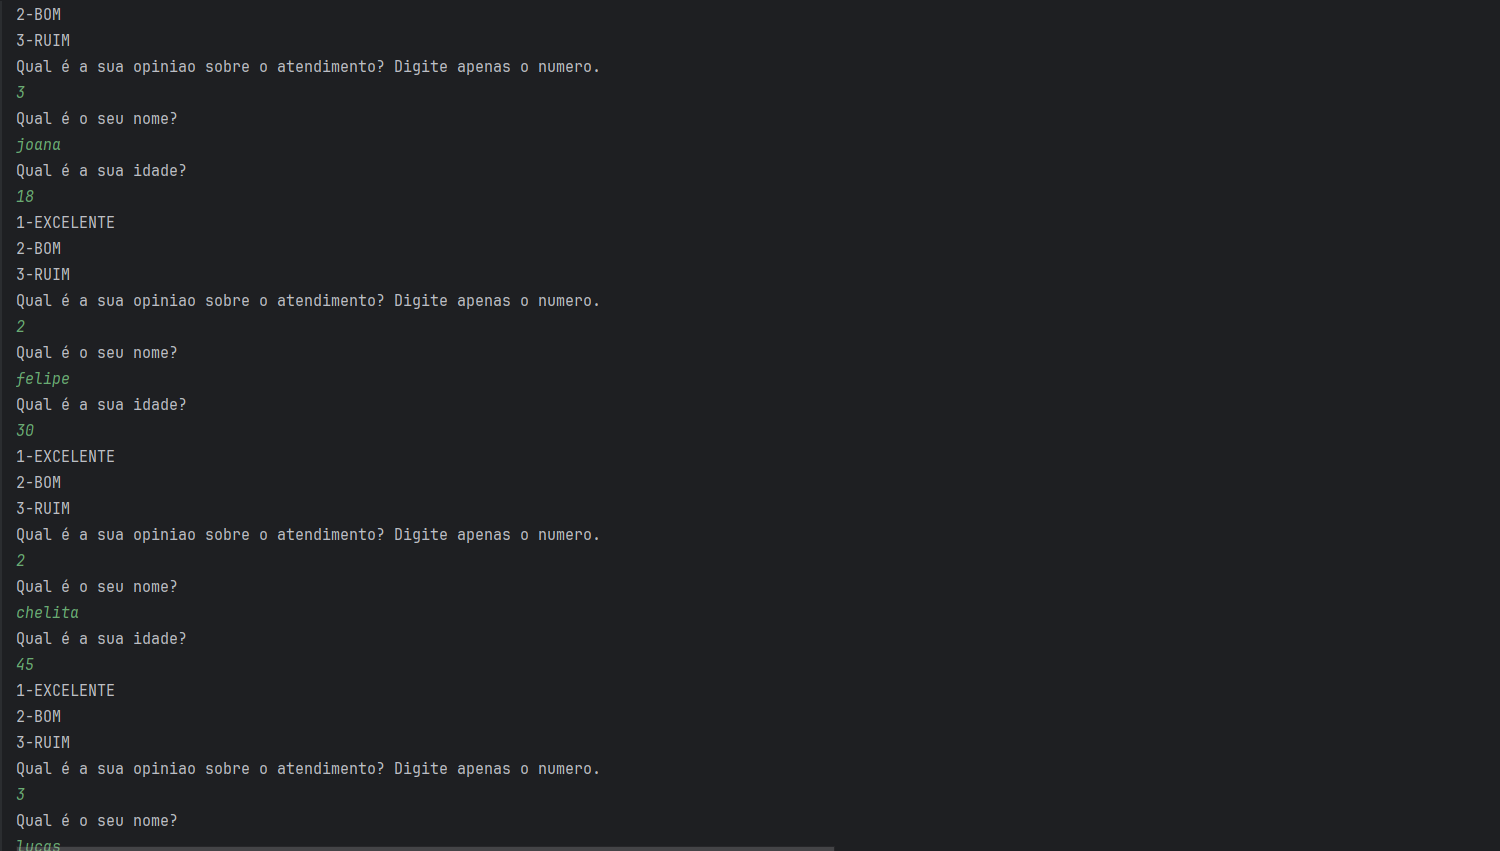 2-BOM
3-RUIM
Qual é a sua opiniao sobre o atendimento? Digite apenas o numero.
3
Qual é o seu nome?
joana
Qual é a sua idade?
18
1-EXCELENTE
2-BOM
3-RUIM
Qual é a sua opiniao sobre o atendimento? Digite apenas o numero.
2
Qual é o seu nome?
felipe
Qual é a sua idade?
30
1-EXCELENTE
2-BOM
3-RUIM
Qual é a sua opiniao sobre o atendimento? Digite apenas o numero.
2
Qual é o seu nome?
chelita
Qual é a sua idade?
45
1-EXCELENTE
2-BOM
3-RUIM
Qual é a sua opiniao sobre o atendimento? Digite apenas o numero.
3
Qual é o seu nome?
lucas